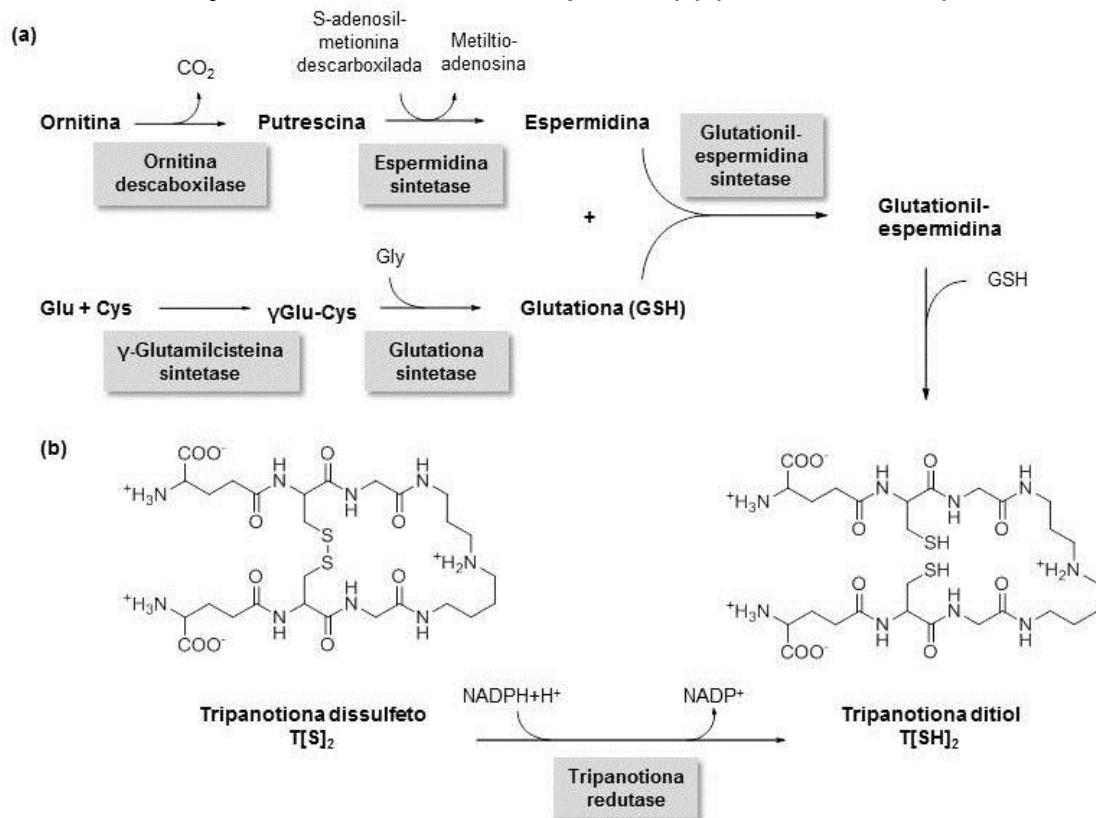 (a)
S-adenosil-
metionina
descarboxilada
Metiltio-
adenosina
CO2
Ornitina
Putrescina
Espermidina
Ornitina
descaboxilase
Espermidina
sintetase
Glutationil-
espermidina
sintetase
+
Glutationil-
espermidina
GSH
Gly
Glu + Cys
γGlu-Cys
Glutationa (GSH)
γ-Glutamilcisteina
sintetase
Glutationa
sintetase
(b)
COO-
+H3N
O
H
N
O
N
H
O
H
N
S
S
+H2N
+H3N
COO-
O
N
H
O
H
N
O
N
H
COO-
+H3N
O
H
N
O
N
H
O
H
N
SH
SH
+H2N
+H3N
COO-
O
N
H
O
H
N
O
N
H
Tripanotiona dissulfeto
T[S]2
NADPH+H+
NADP+
Tripanotiona ditiol
T[SH]2
Tripanotiona
redutase